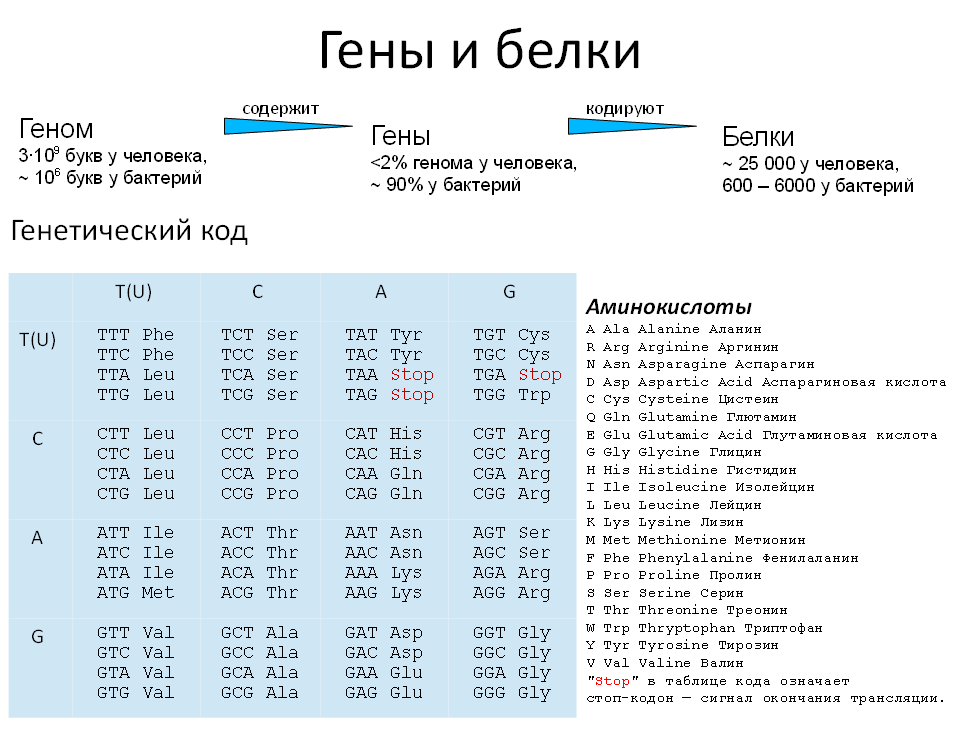 Гены и белки
содержит
кодируют
Геном
3·10⁹ букв у человека,
~ 10⁶ букв у бактерий
Гены
<2% генома у человека,
~ 90% у бактерий
Белки
~ 25 000 у человека,
600 – 6000 у бактерий
Генетический код
T(U) C A G
T(U)
TTT Phe TCT Ser TAT Tyr TGT Cys
TTC Phe TCC Ser TAC Tyr TGC Cys
TTA Leu TCA Ser TAA Stop TGA Stop
TTG Leu TCG Ser TAG Stop TGG Trp
C
CTT Leu CCT Pro CAT His CGT Arg
CTC Leu CCC Pro CAC His CGC Arg
CTA Leu CCA Pro CAA Gln CGA Arg
CTG Leu CCG Pro CAG Gln CGG Arg
A
ATT Ile ACT Thr AAT Asn AGT Ser
ATC Ile ACC Thr AAC Asn AGC Ser
ATA Ile ACA Thr AAA Lys AGA Arg
ATG Met ACG Thr AAG Lys AGG Arg
G
GTT Val GCT Ala GAT Asp GGT Gly
GTC Val GCC Ala GAC Asp GGC Gly
GTA Val GCA Ala GAA Glu GGA Gly
GTG Val GCG Ala GAG Glu GGG Gly
Аминокислоты
A Ala Alanine Аланин
R Arg Arginine Аргинин
N Asn Asparagine Аспарагин
D Asp Aspartic Acid Аспарагиновая кислота
C Cys Cysteine Цистеин
Q Gln Glutamine Глютамин
E Glu Glutamic Acid Глутаминовая кислота
G Gly Glycine Глицин
H His Histidine Гистидин
I Ile Isoleucine Изолейцин
L Leu Leucine Лейцин
K Lys Lysine Лизин
M Met Methionine Метионин
F Phe Phenylalanine Фенилаланин
P Pro Proline Пролин
S Ser Serine Серин
T Thr Threonine Треонин
W Trp Thryptophan Триптофан
Y Tyr Tyrosine Тирозин
V Val Valine Валин
"Stop" в таблице кода означает
стоп-кодон — сигнал окончания трансляции.